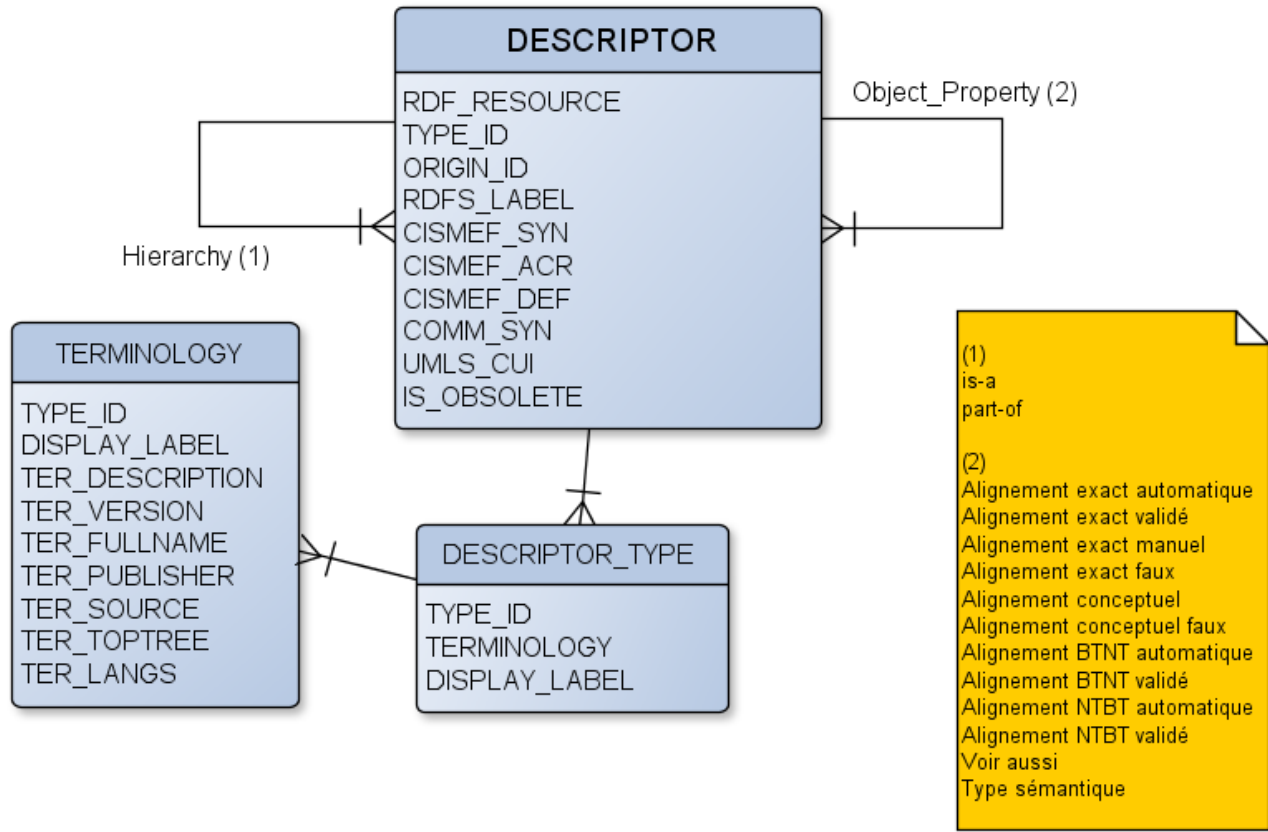 DESCRIPTOR
RDF_RESOURCE
TYPE_ID
ORIGIN_ID
RDFS_LABEL
CISMEF_SYN
CISMEF_ACR
CISMEF_DEF
COMM_SYN
UMLS_CUI
IS_OBSOLETE
Object_Property (2)
Hierarchy (1)
TERMINOLOGY
TYPE_ID
DISPLAY_LABEL
TER_DESCRIPTION
TER_VERSION
TER_FULLNAME
TER_PUBLISHER
TER_SOURCE
TER_TOPTREE
TER_LANGS
DESCRIPTOR_TYPE
TYPE_ID
TERMINOLOGY
DISPLAY_LABEL
(1)
is-a
part-of
(2)
Alignement exact automatique
Alignement exact validé
Alignement exact manuel
Alignement exact faux
Alignement conceptuel
Alignement conceptuel faux
Alignement BTNT automatique
Alignement BTNT validé
Alignement NTBT automatique
Alignement NTBT validé
Voir aussi
Type sémantique